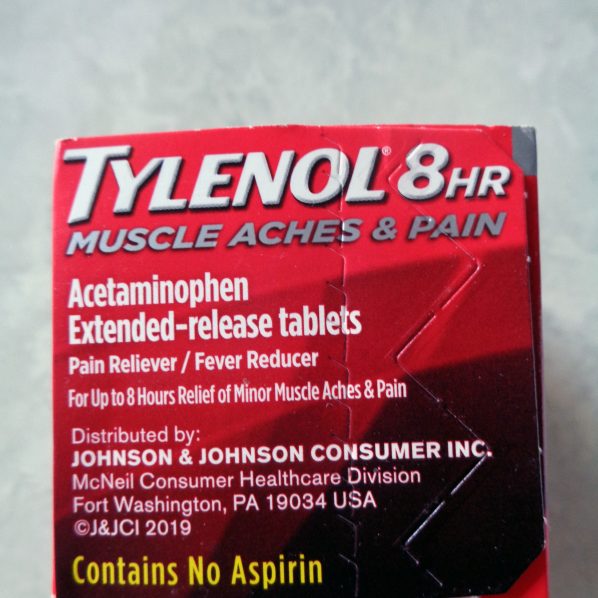 TYLENOL® 8HR
MUSCLE ACHES & PAIN
Acetaminophen
Extended-release tablets
Pain Reliever / Fever Reducer
For Up to 8 Hours Relief of Minor Muscle Aches & Pain
Distributed by:
JOHNSON & JOHNSON CONSUMER INC.
McNeil Consumer Healthcare Division
Fort Washington, PA 19034 USA
©J&JCI 2019
Contains No Aspirin